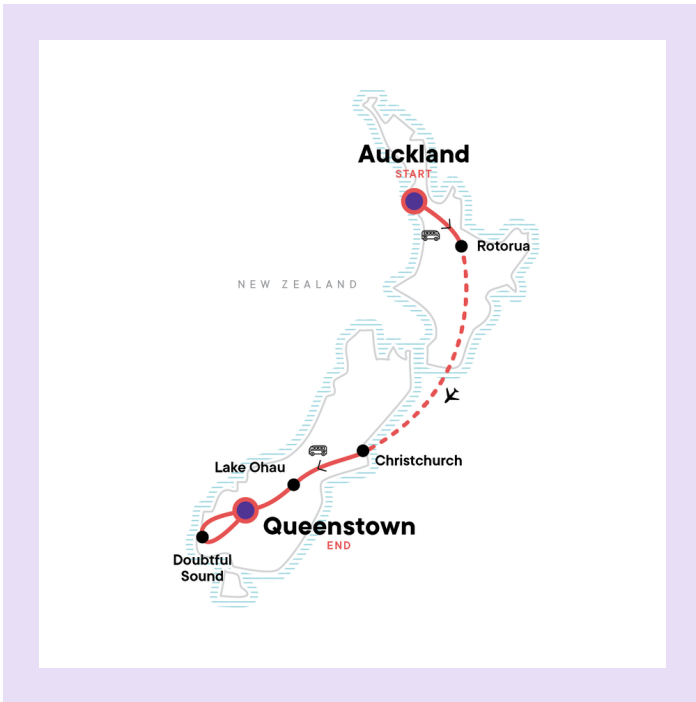 Auckland
START
Rotorua
NEW ZEALAND
Christchurch
Lake Ohau
Queenstown
END
Doubtful
Sound